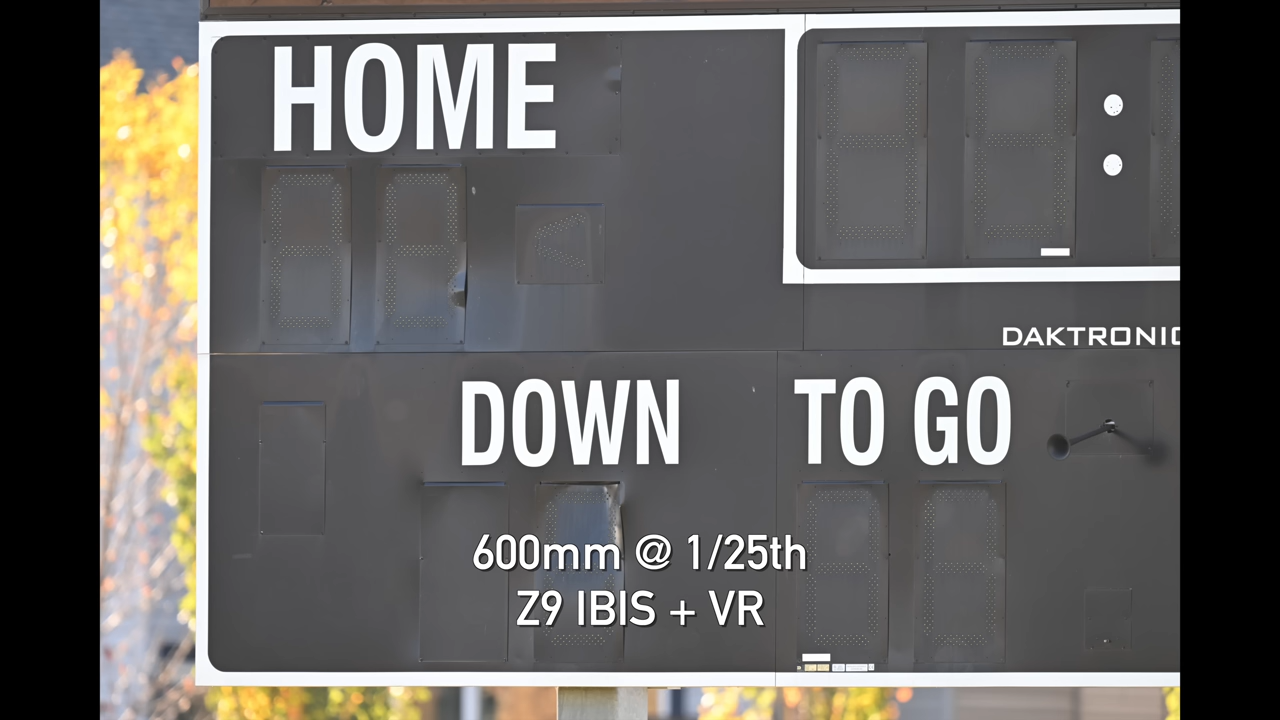 HOME
DAKTRONIC
DOWN TO GO
600mm @ 1/25th
Z9 IBIS + VR